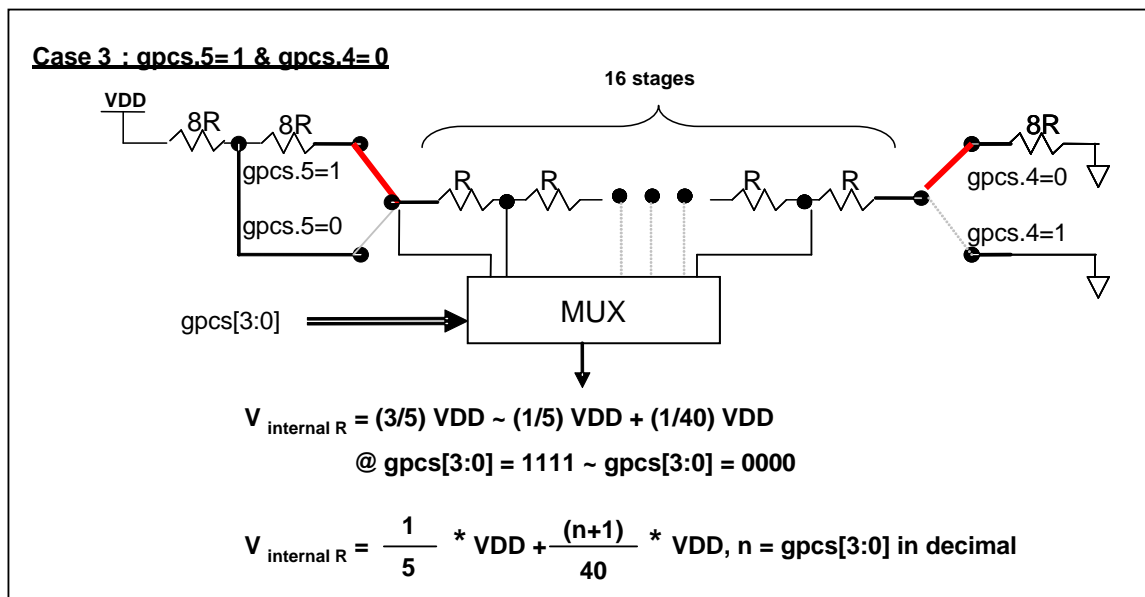 Case 3 : gpcs.5= 1 & gpcs.4= 0
16 stages
VDD
8R
8R
8R
gpcs.5=1
R
R
R
R
gpcs.4=0
gpcs.5=0
gpcs.4=1
MUX
gpcs[3:0]
V internal R = (3/5) VDD ~ (1/5) VDD + (1/40) VDD
@ gpcs[3:0] = 1111 ~ gpcs[3:0] = 0000
V internal R = 1/5 * VDD + (n+1)/40 * VDD, n = gpcs[3:0] in decimal